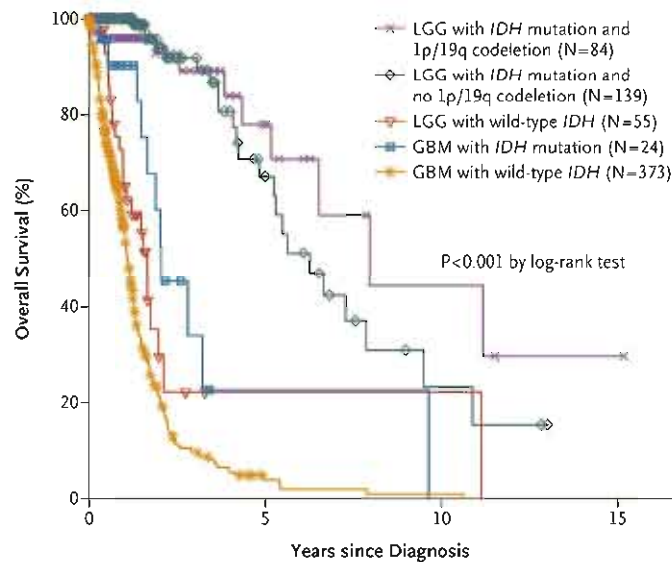 LGG with IDH mutation and
1p/19q codeletion (N=84)
LGG with IDH mutation and
no 1p/19q codeletion (N=139)
LGG with wild-type IDH (N=55)
GBM with IDH mutation (N=24)
GBM with wild-type IDH (N=373)
P<0.001 by log-rank test
Overall Survival (%)
100
80
60
40
20
0
0 5 10 15
Years since Diagnosis